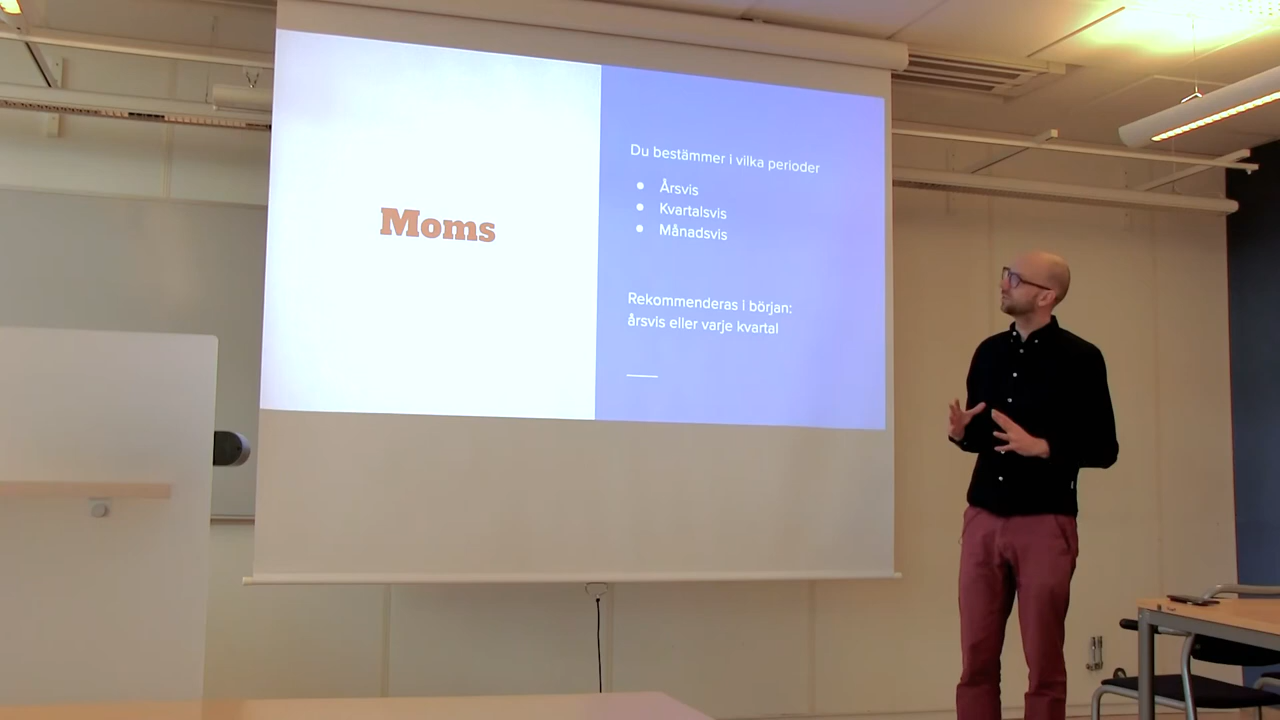 Moms
Du bestämmer i vilka perioder
Årsvis
Kvartalsvis
Månadsvis
Rekommenderas i början:
årsvis eller varje kvartal